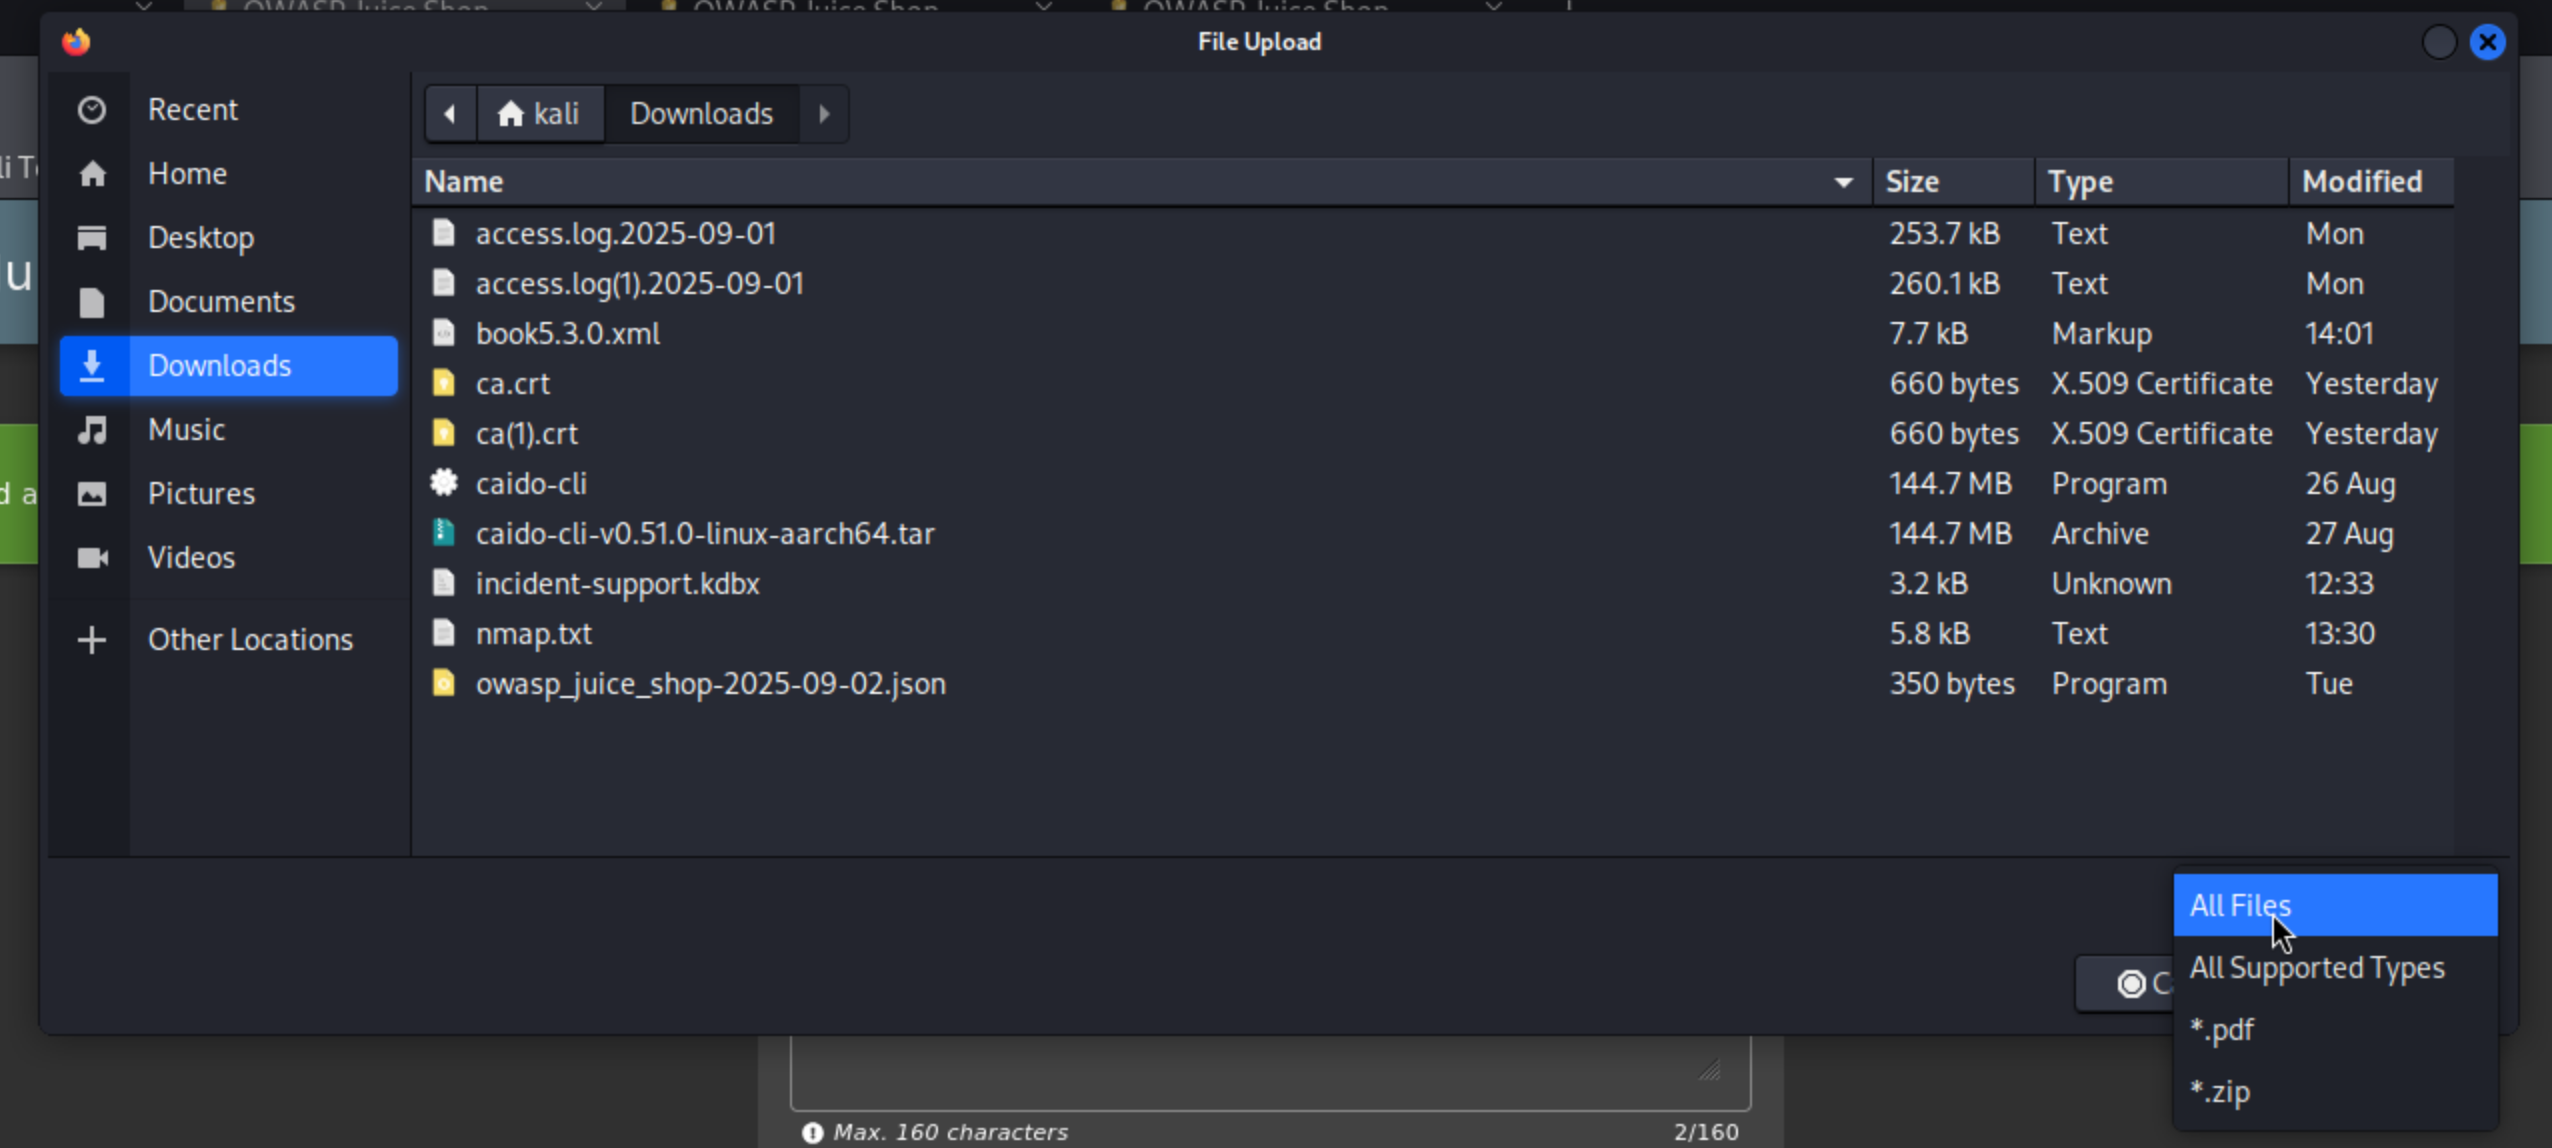 OWASP Juice Shop OWASP Juice Shop OWASP Juice Shop
File Upload
Recent
Home
Desktop
Documents
Downloads
Music
Pictures
Videos
Other Locations
kali Downloads
Name Size Type Modified
access.log.2025-09-01 253.7 kB Text Mon
access.log(1).2025-09-01 260.1 kB Text Mon
book5.3.0.xml 7.7 kB Markup 14:01
ca.crt 660 bytes X.509 Certificate Yesterday
ca(1).crt 660 bytes X.509 Certificate Yesterday
caido-cli 144.7 MB Program 26 Aug
caido-cli-v0.51.0-linux-aarch64.tar 144.7 MB Archive 27 Aug
incident-support.kdbx 3.2 kB Unknown 12:33
nmap.txt 5.8 kB Text 13:30
owasp_juice_shop-2025-09-02.json 350 bytes Program Tue
All Files
All Supported Types
*.pdf
*.zip
Max. 160 characters 2/160